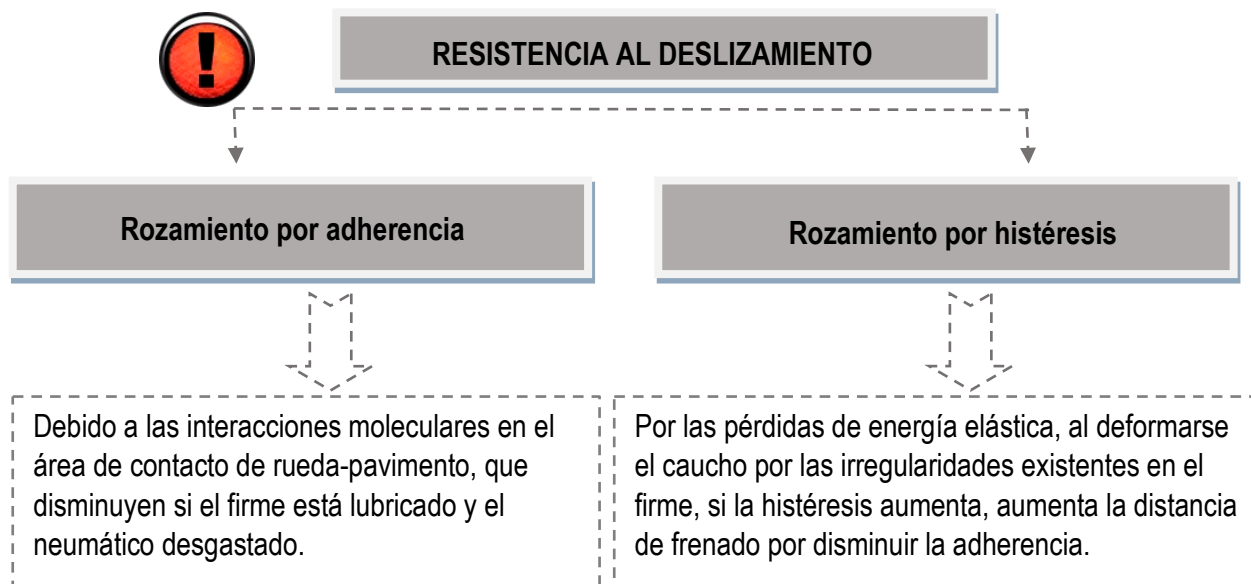 !
RESISTENCIA AL DESLIZAMIENTO
Rozamiento por adherencia
Rozamiento por histéresis
Debido a las interacciones moleculares en el
área de contacto de rueda-pavimento, que
disminuyen si el firme está lubricado y el
neumático desgastado.
Por las pérdidas de energía elástica, al deformarse
el caucho por las irregularidades existentes en el
firme, si la histéresis aumenta, aumenta la distancia
de frenado por disminuir la adherencia.